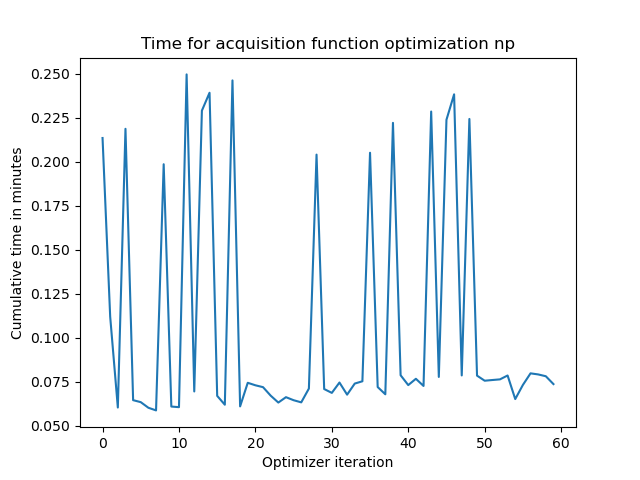 Time for acquisition function optimization np
Cumulative time in minutes
0.250
0.225
0.200
0.175
0.150
0.125
0.100
0.075
0.050
0 10 20 30 40 50 60
Optimizer iteration